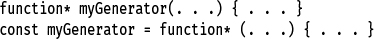 function* myGenerator(. . .) { . . . }
const myGenerator = function* (. . .) { . . . }